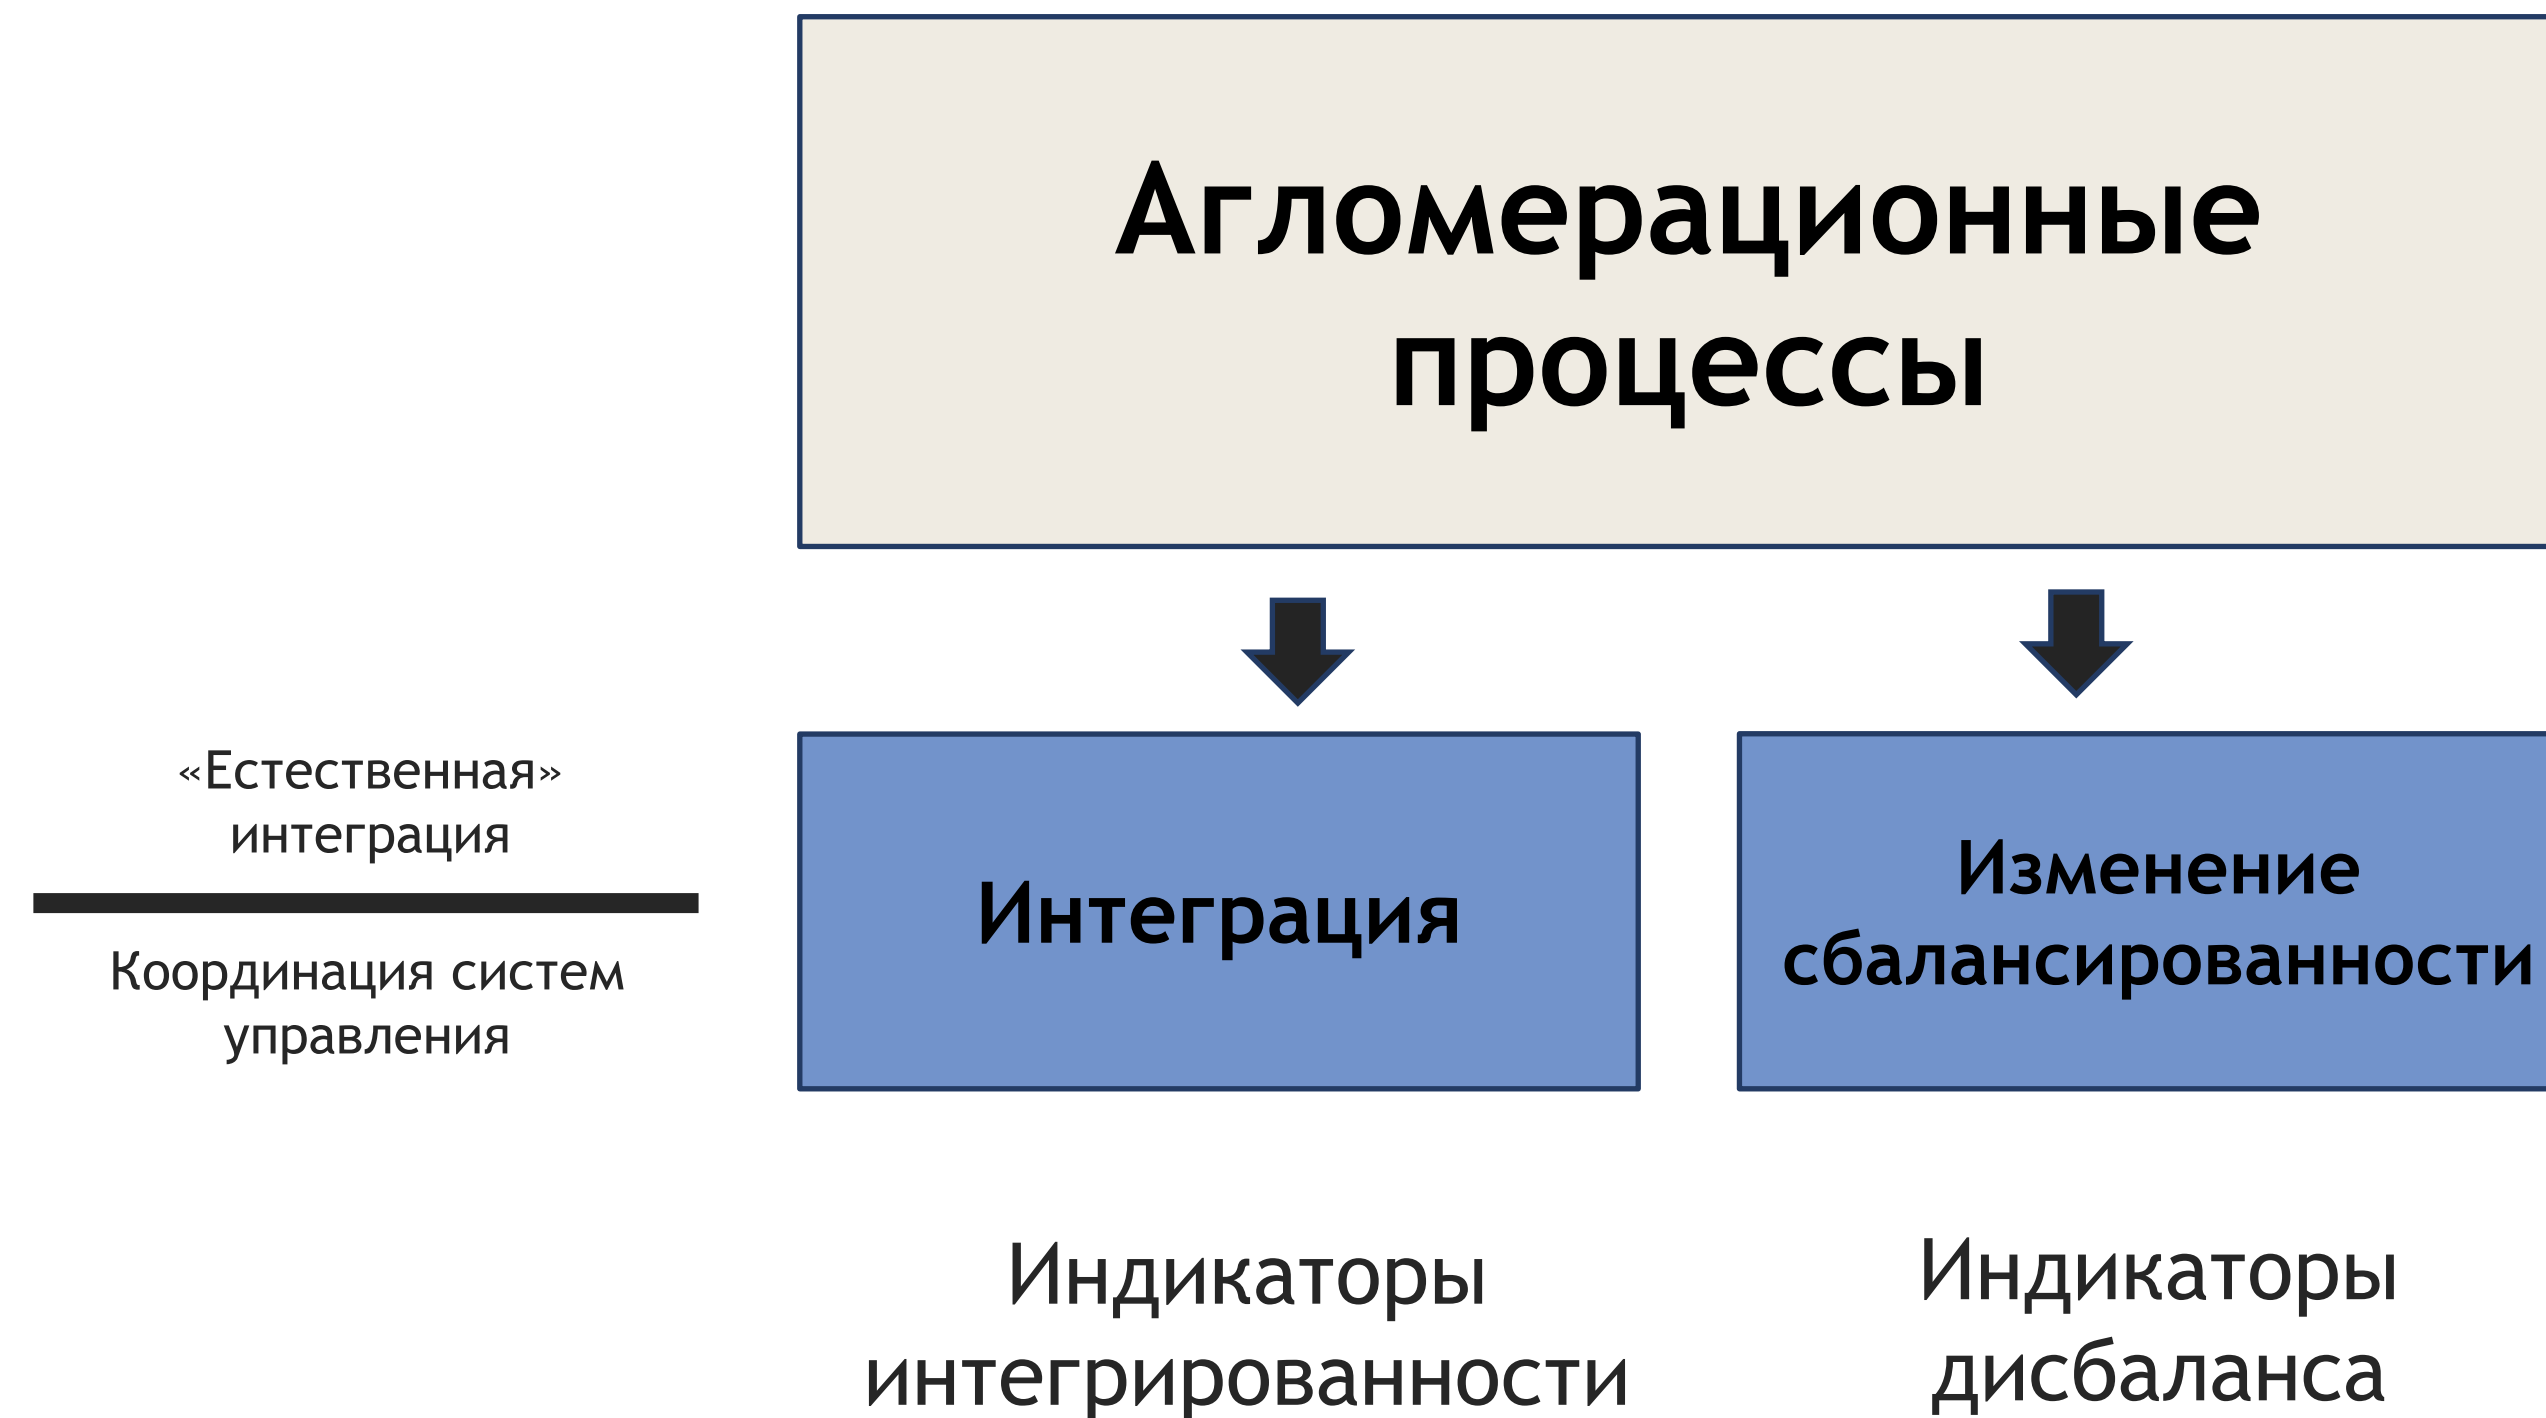 Агломерационные
процессы
«Естественная»
интеграция
Координация систем
управления
Интеграция
Изменение
сбалансированности
Индикаторы
интегрированности
Индикаторы
дисбаланса